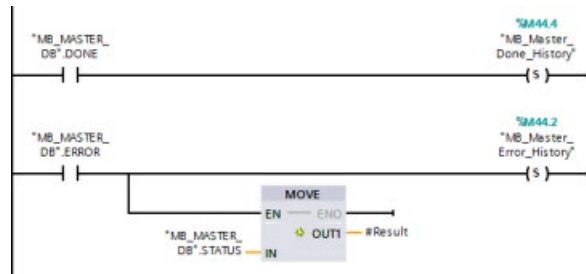 %M44.4
"MB_MASTER_
DB".DONE
"MB_Master_
Done_History"
S
%M44.2
"MB_MASTER_
DB".ERROR
"MB_Master_
Error_History"
S
MOVE
EN ENO
"MB_MASTER_
DB".STATUS IN
OUT1 #Result